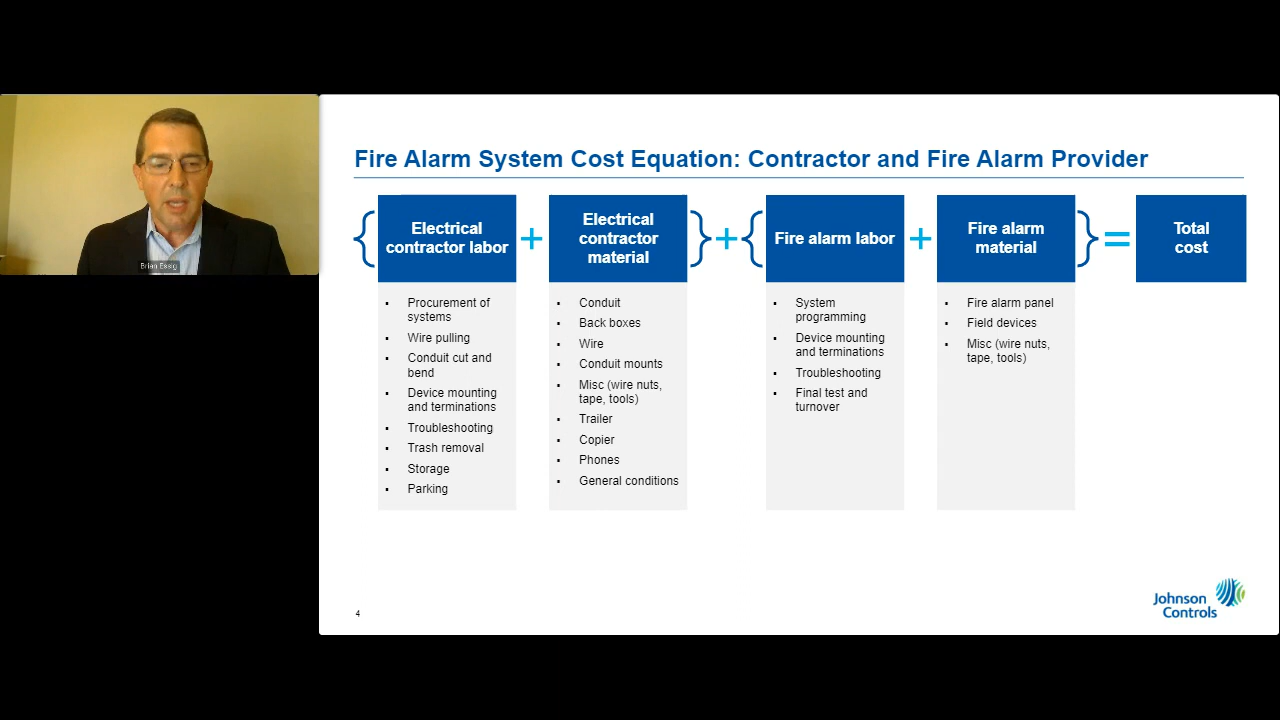 Brian Essig
Fire Alarm System Cost Equation: Contractor and Fire Alarm Provider
Electrical
contractor labor
+
Electrical
contractor
material
+
Fire alarm labor
+
Fire alarm
material
=
Total
cost
▪ Procurement of
systems
▪ Wire pulling
▪ Conduit cut and
bend
▪ Device mounting
and terminations
▪ Troubleshooting
▪ Trash removal
▪ Storage
▪ Parking
▪ Conduit
▪ Back boxes
▪ Wire
▪ Conduit mounts
▪ Misc (wire nuts,
tape, tools)
▪ Trailer
▪ Copier
▪ Phones
▪ General conditions
▪ System
programming
▪ Device mounting
and terminations
▪ Troubleshooting
▪ Final test and
turnover
▪ Fire alarm panel
▪ Field devices
▪ Misc (wire nuts,
tape, tools)
4
Johnson
Controls